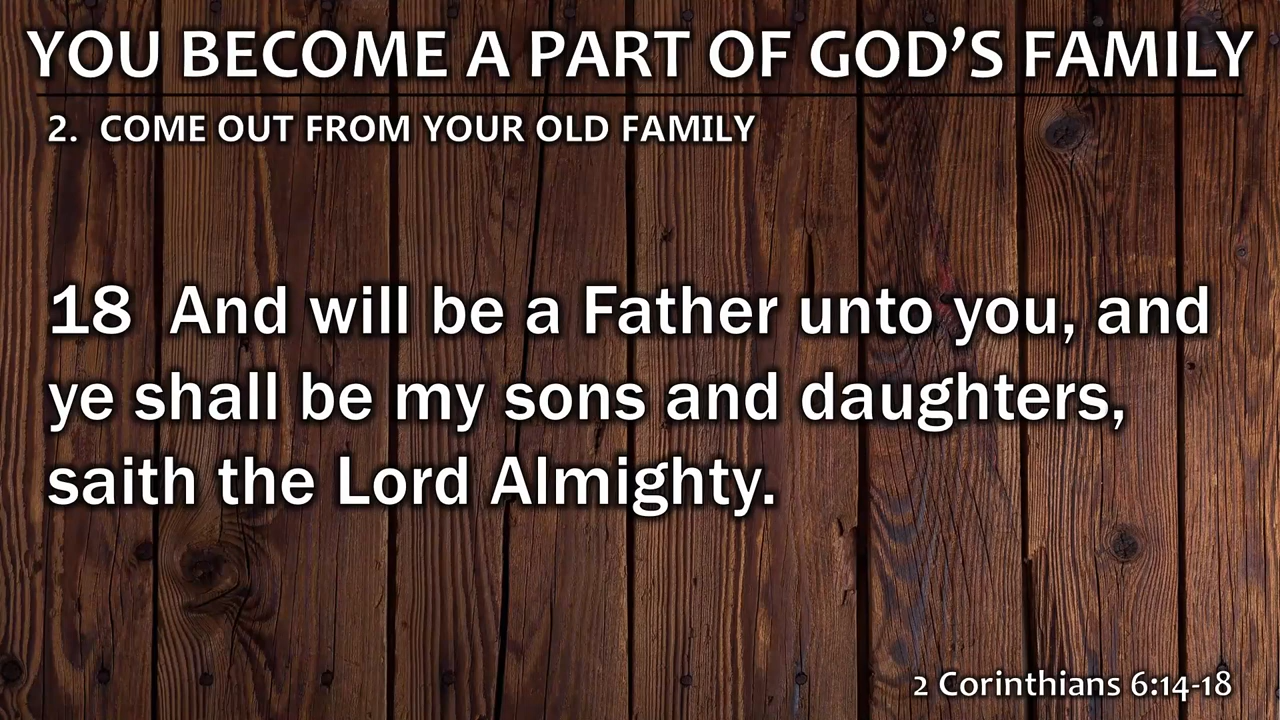 YOU BECOME A PART OF GOD’S FAMILY
2. COME OUT FROM YOUR OLD FAMILY
18 And will be a Father unto you, and
ye shall be my sons and daughters,
saith the Lord Almighty.
2 Corinthians 6:14-18